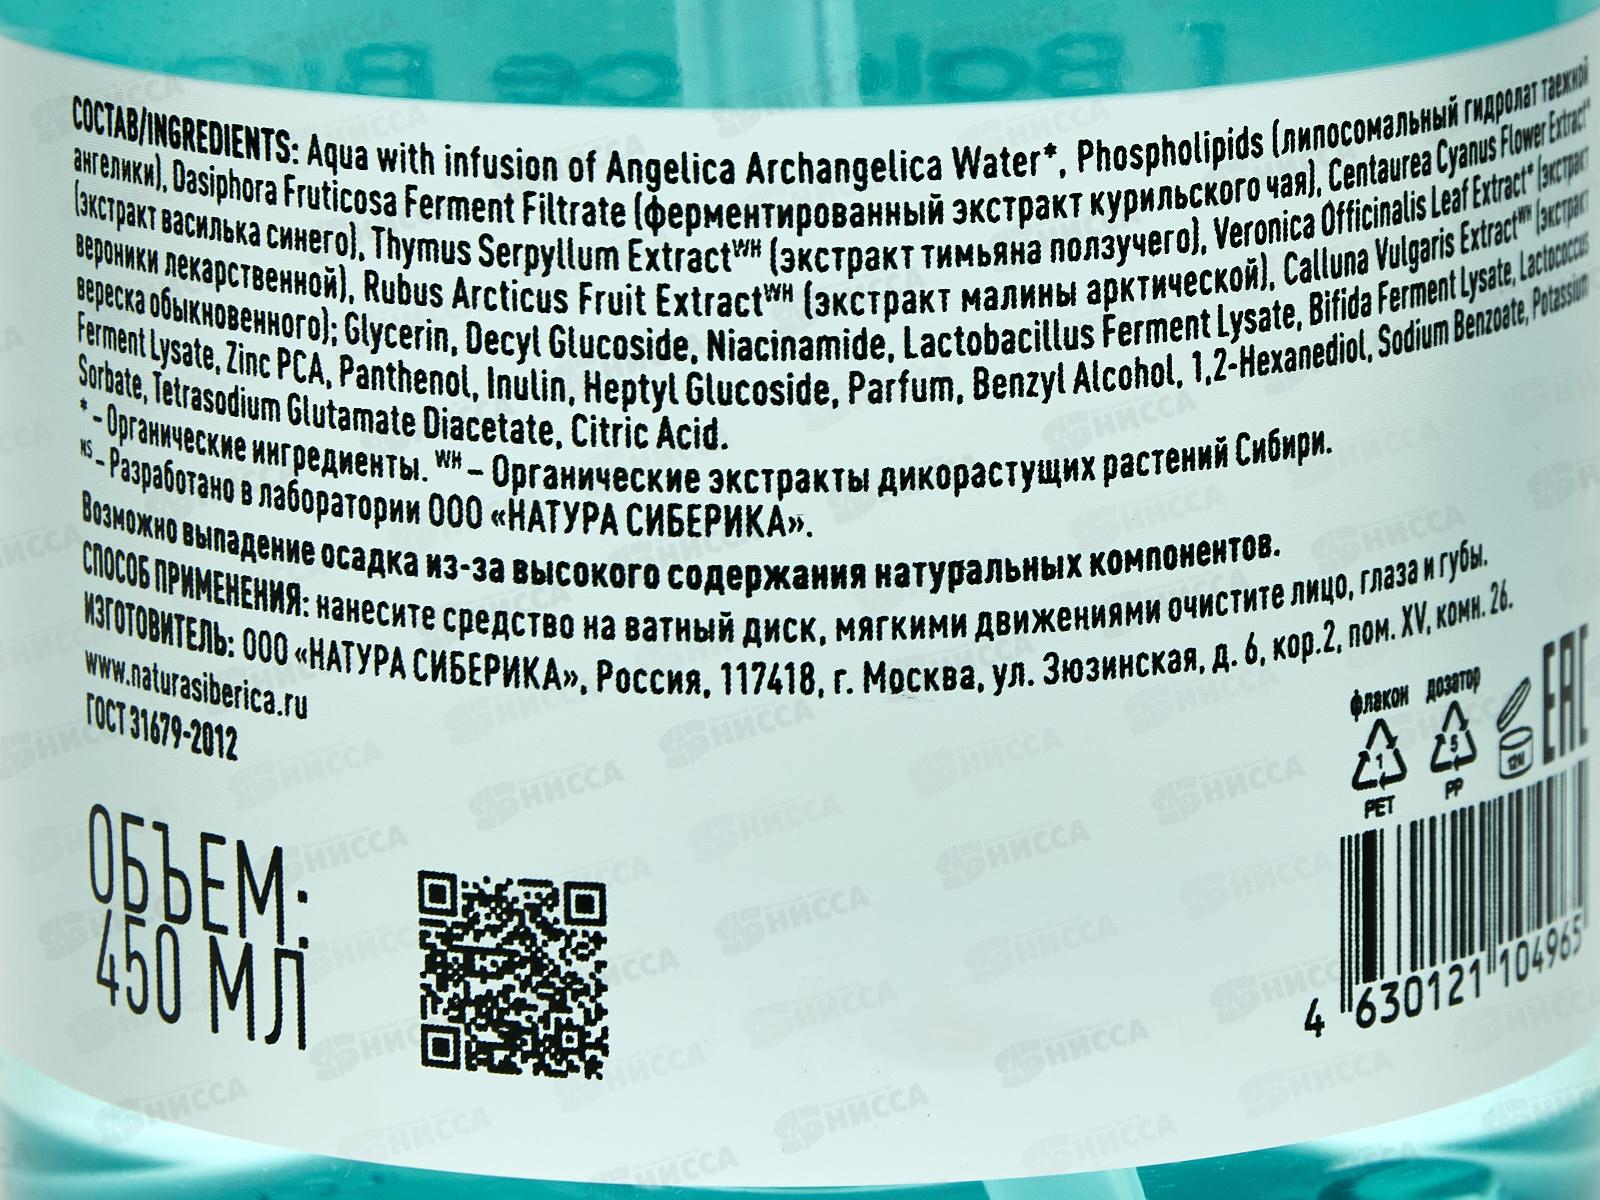 СОСТАВ/INGREDIENTS: Aqua with infusion of Angelica Archangelica Water*, Phospholipids (липосомальный гидролат таежной
ангелики), Dasiphora Fruticosa Ferment Filtrate (ферментированный экстракт курильского чая), Centaurea Cyanus Flower Extract*
(экстракт василька синего), Thymus Serpyllum Extractᵂᴴ (экстракт тимьяна ползучего), Veronica Officinalis Leaf Extract* (экстракт
вероники лекарственной), Rubus Arcticus Fruit Extractᵂᴴ (экстракт малины арктической), Calluna Vulgaris Extractᵂᴴ (экстракт
вереска обыкновенного); Glycerin, Decyl Glucoside, Niacinamide, Lactobacillus Ferment Lysate, Bifida Ferment Lysate, Lactococcus
Ferment Lysate, Zinc PCA, Panthenol, Inulin, Heptyl Glucoside, Parfum, Benzyl Alcohol, 1,2-Hexanediol, Sodium Benzoate, Potassium
Sorbate, Tetrasodium Glutamate Diacetate, Citric Acid.
* – Органические ингредиенты. ᵂᴴ – Органические экстракты дикорастущих растений Сибири.
ᴺˢ – Разработано в лаборатории ООО «НАТУРА СИБЕРИКА».
Возможно выпадение осадка из-за высокого содержания натуральных компонентов.
СПОСОБ ПРИМЕНЕНИЯ: нанесите средство на ватный диск, мягкими движениями очистите лицо, глаза и губы.
ИЗГОТОВИТЕЛЬ: ООО «НАТУРА СИБЕРИКА», Россия, 117418, г. Москва, ул. Зюзинская, д. 6, кор.2, пом. XV, комн. 26.
www.naturasiberica.ru
ГОСТ 31679-2012
флакон дозатор
1 5 12M EAC
PET PP
ОБЪЕМ:
450 МЛ
4 630121 104965
НИССА